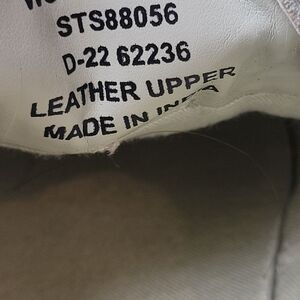 STS88056
D-22 62236
LEATHER UPPER
MADE IN INDIA